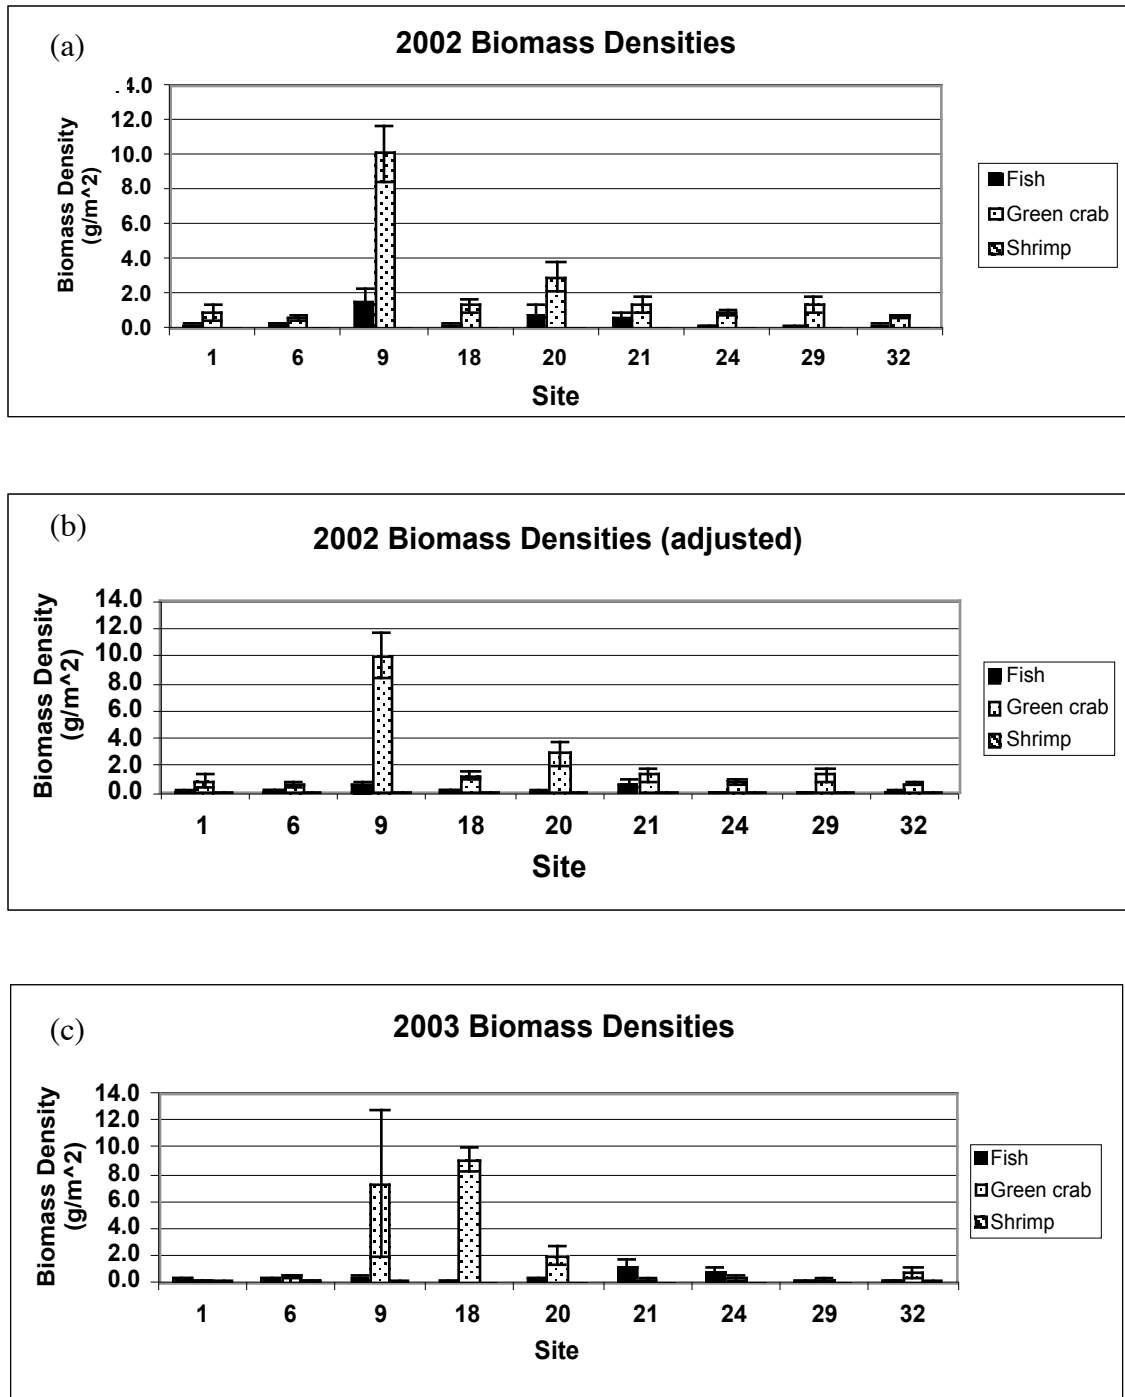 (a)
2002 Biomass Densities
Biomass Density
(g/m^2)
14.0
12.0
10.0
8.0
6.0
4.0
2.0
0.0
1 6 9 18 20 21 24 29 32
Site
Fish
Green crab
Shrimp
(b)
2002 Biomass Densities (adjusted)
Biomass Density
(g/m^2)
14.0
12.0
10.0
8.0
6.0
4.0
2.0
0.0
1 6 9 18 20 21 24 29 32
Site
Fish
Green crab
Shrimp
(c)
2003 Biomass Densities
Biomass Density
(g/m^2)
14.0
12.0
10.0
8.0
6.0
4.0
2.0
0.0
1 6 9 18 20 21 24 29 32
Site
Fish
Green crab
Shrimp